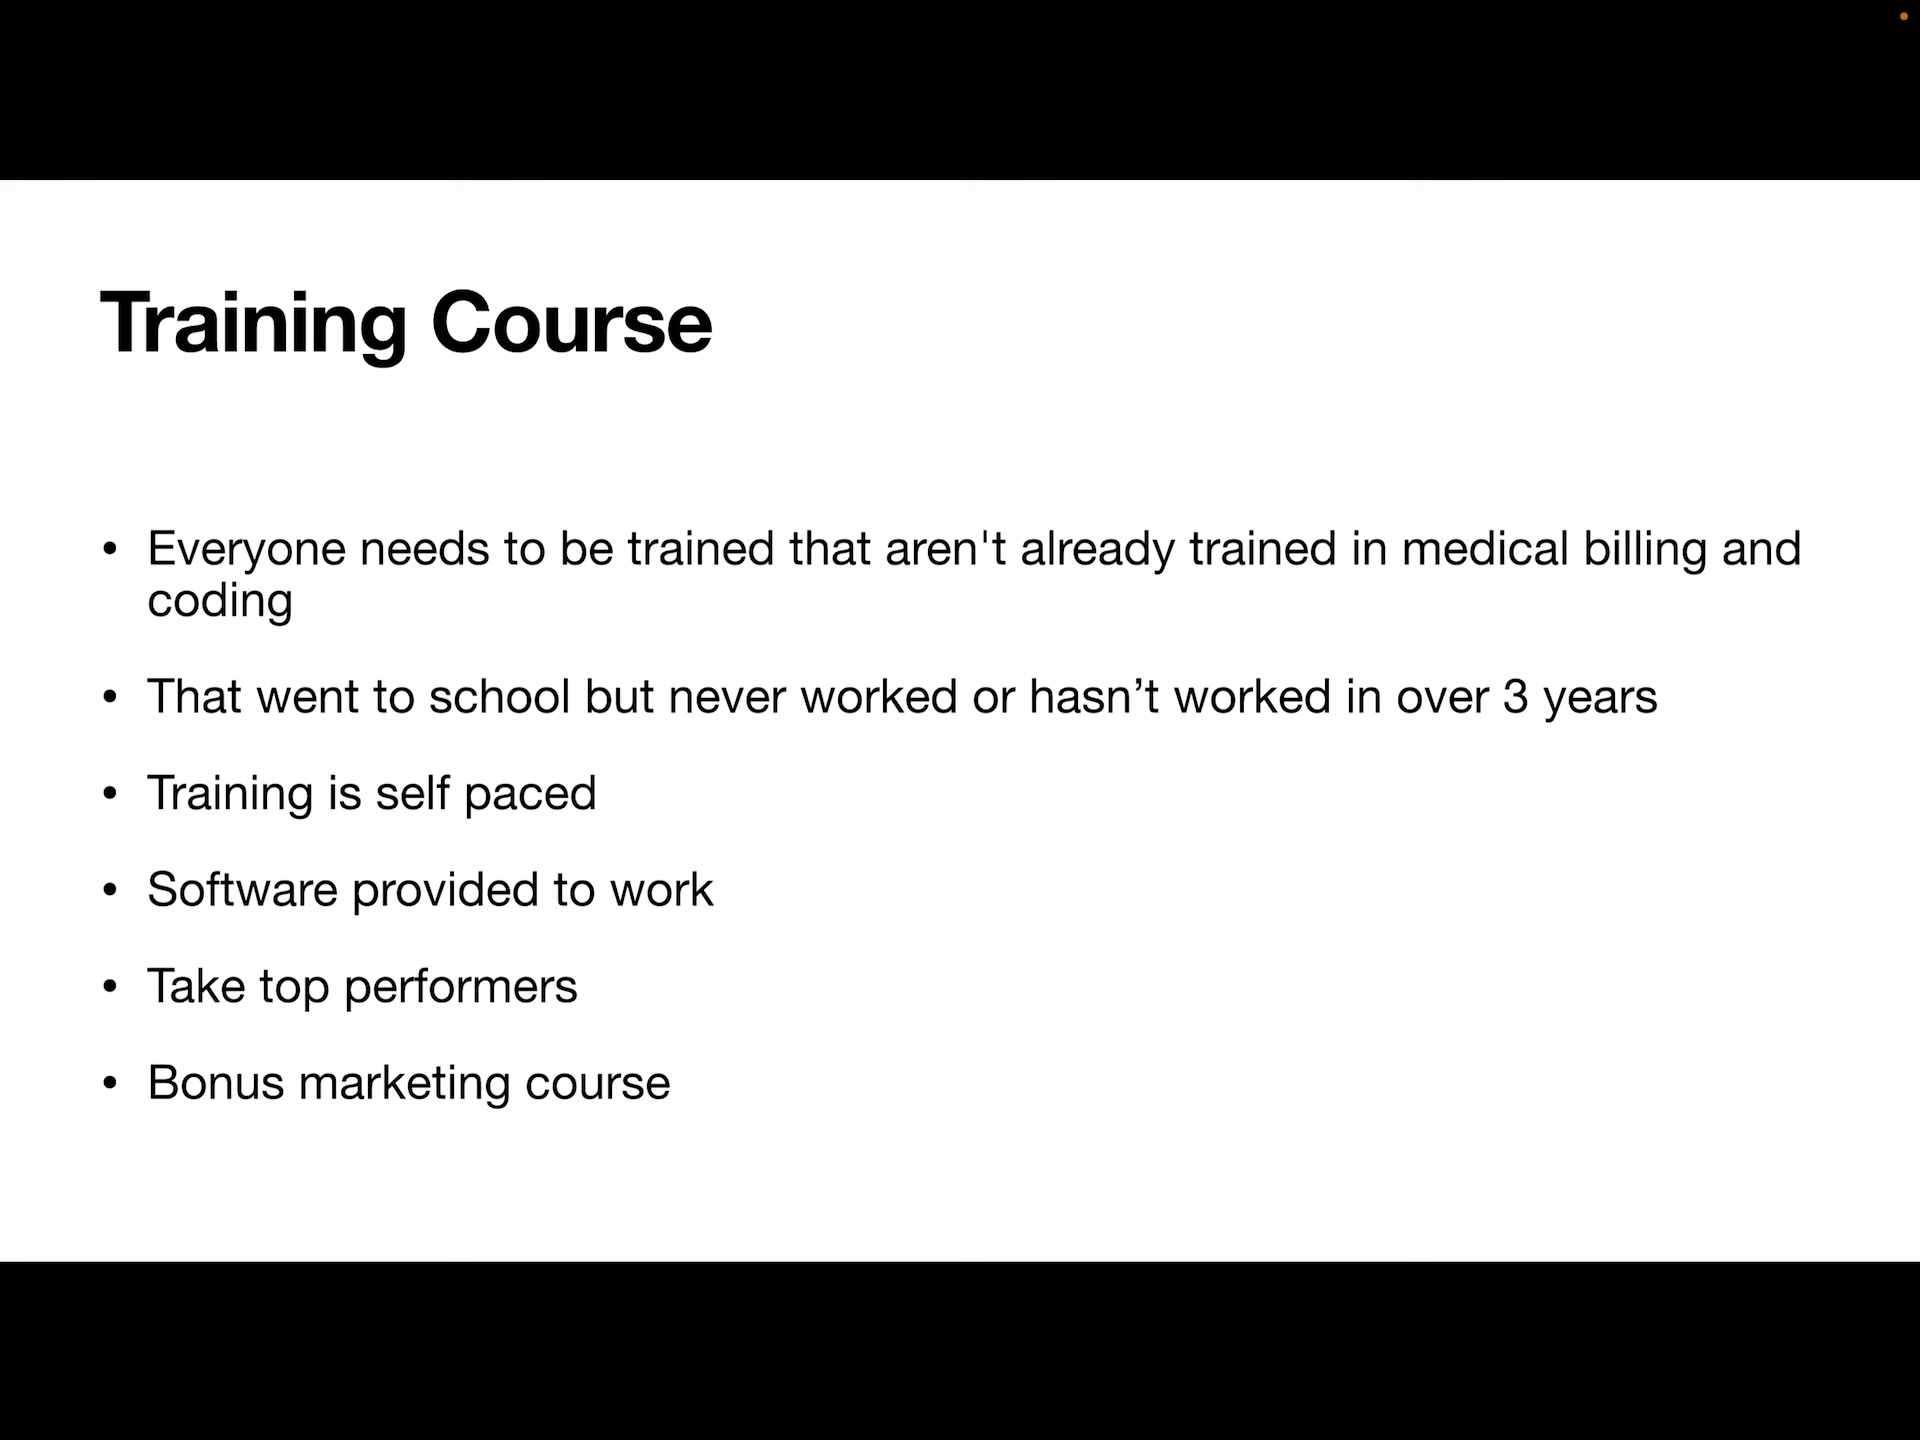 Training Course
• Everyone needs to be trained that aren't already trained in medical billing and
coding
• That went to school but never worked or hasn’t worked in over 3 years
• Training is self paced
• Software provided to work
• Take top performers
• Bonus marketing course